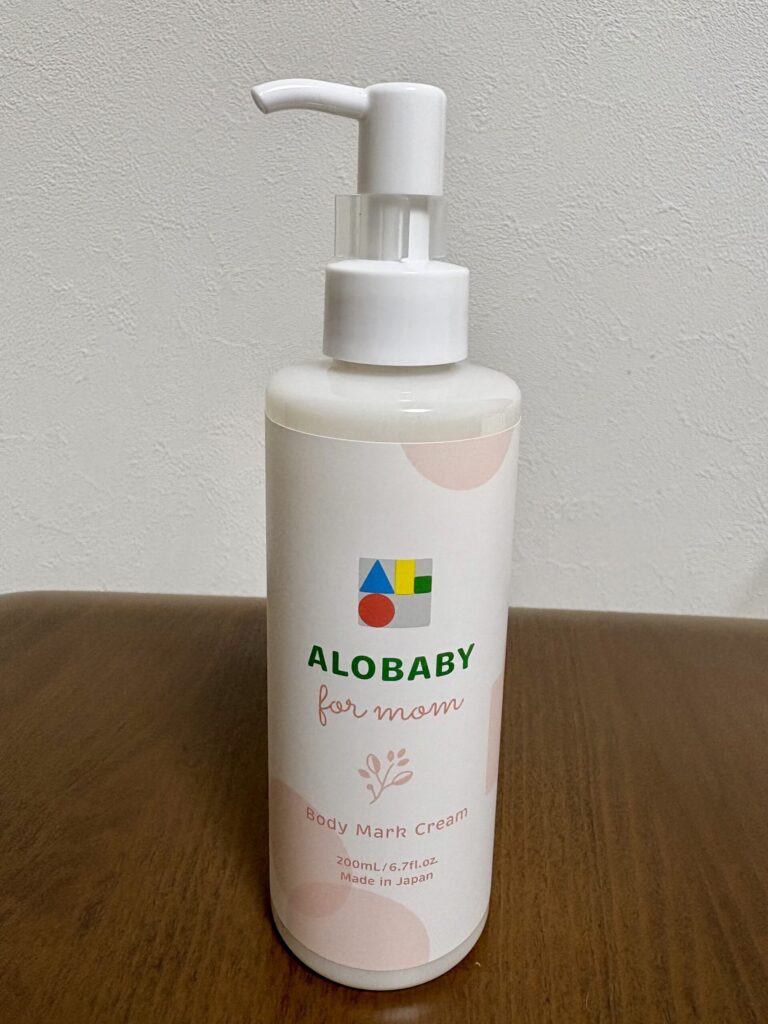 ALOBABY
for mom
Body Mark Cream
200mL/6.7fl.oz.
Made in Japan